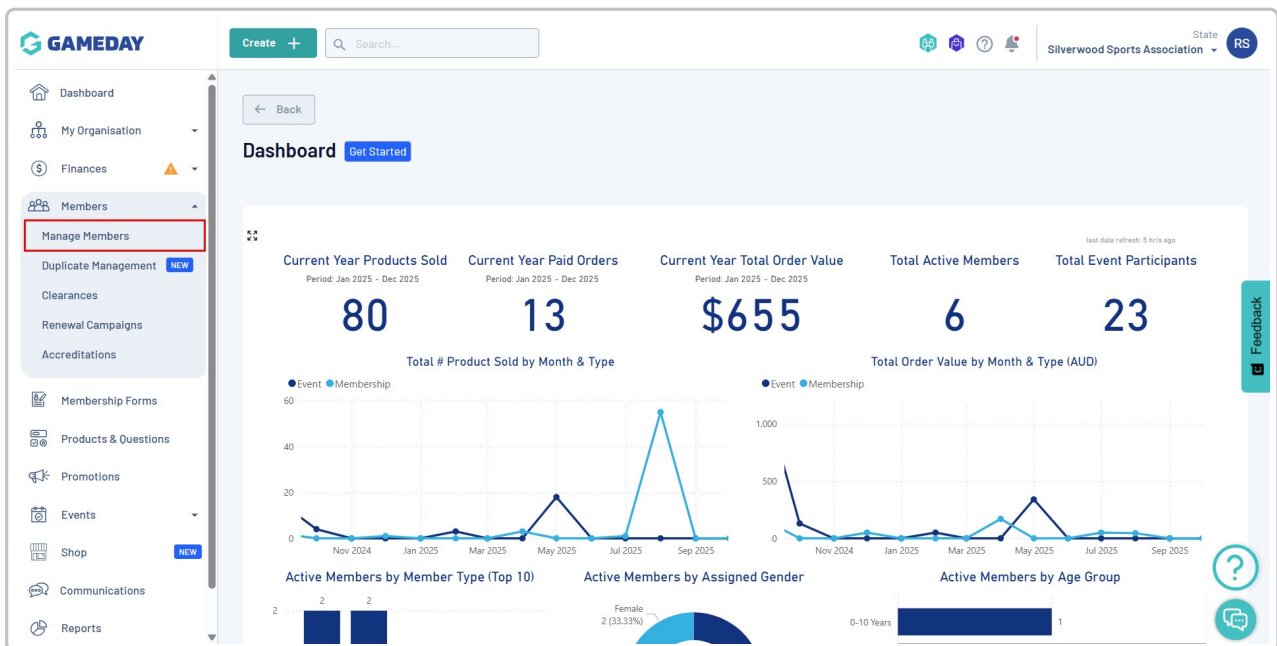 GAMEDAY
Create +
Search...
State
Silverwood Sports Association
RS
Dashboard
My Organisation
Finances
Members
Manage Members
Duplicate Management NEW
Clearances
Renewal Campaigns
Accreditations
Membership Forms
Products & Questions
Promotions
Events
Shop NEW
Communications
Reports
← Back
Dashboard Get Started
last data refresh: 5 hr/s ago
Current Year Products Sold
Period: Jan 2025 - Dec 2025
80
Current Year Paid Orders
Period: Jan 2025 - Dec 2025
13
Current Year Total Order Value
Period: Jan 2025 - Dec 2025
$655
Total Active Members
6
Total Event Participants
23
Total # Product Sold by Month & Type
Event Membership
60
40
20
0
Nov 2024 Jan 2025 Mar 2025 May 2025 Jul 2025 Sep 2025
Total Order Value by Month & Type (AUD)
Event Membership
1,000
500
0
Nov 2024 Jan 2025 Mar 2025 May 2025 Jul 2025 Sep 2025
Active Members by Member Type (Top 10)
2
2 2
Active Members by Assigned Gender
Female
2 (33.33%)
Active Members by Age Group
0-10 Years
1
Feedback
?